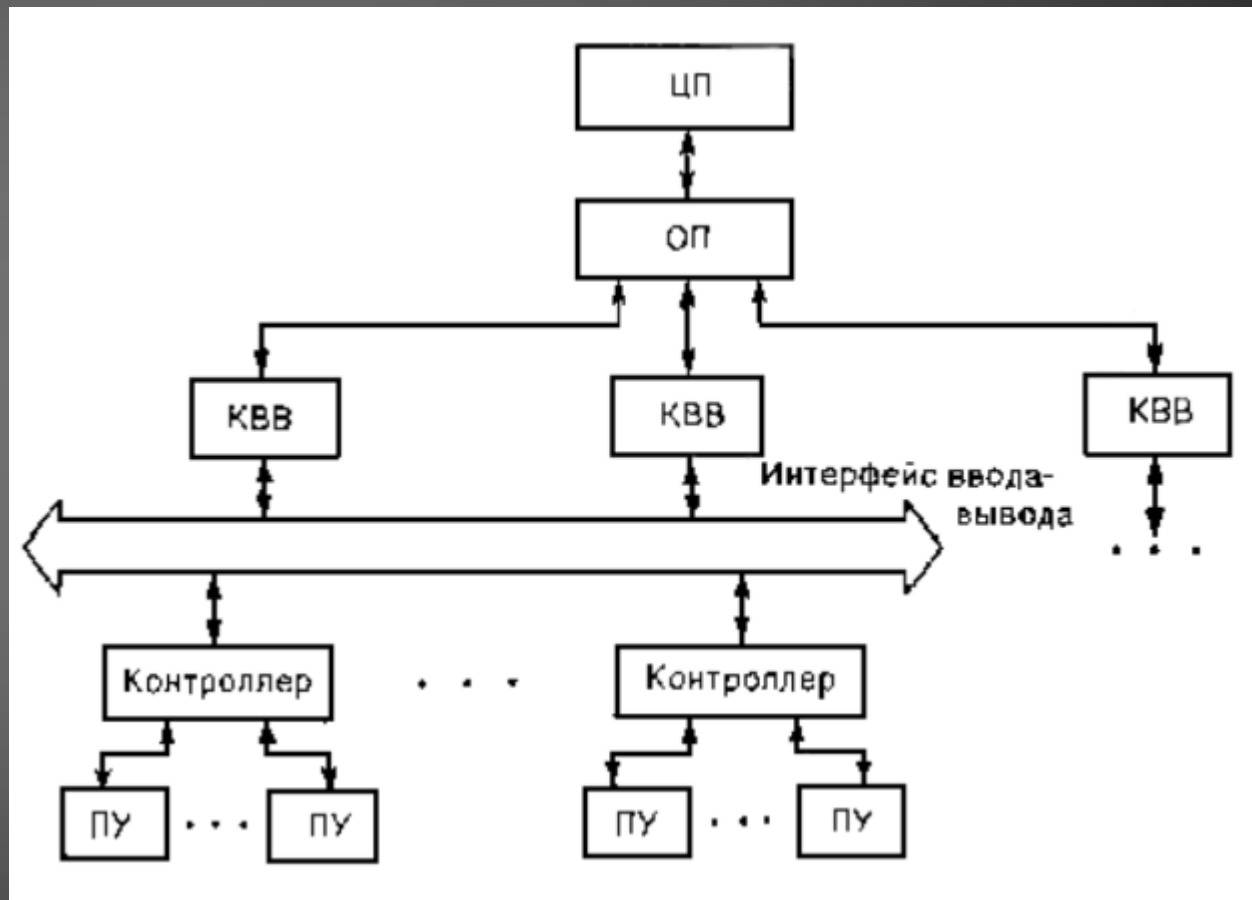 ЦП
ОП
КВВ
КВВ
КВВ
Интерфейс ввода-
вывода
. . .
Контроллер
. . .
Контроллер
ПУ
. . .
ПУ
ПУ
. . .
ПУ